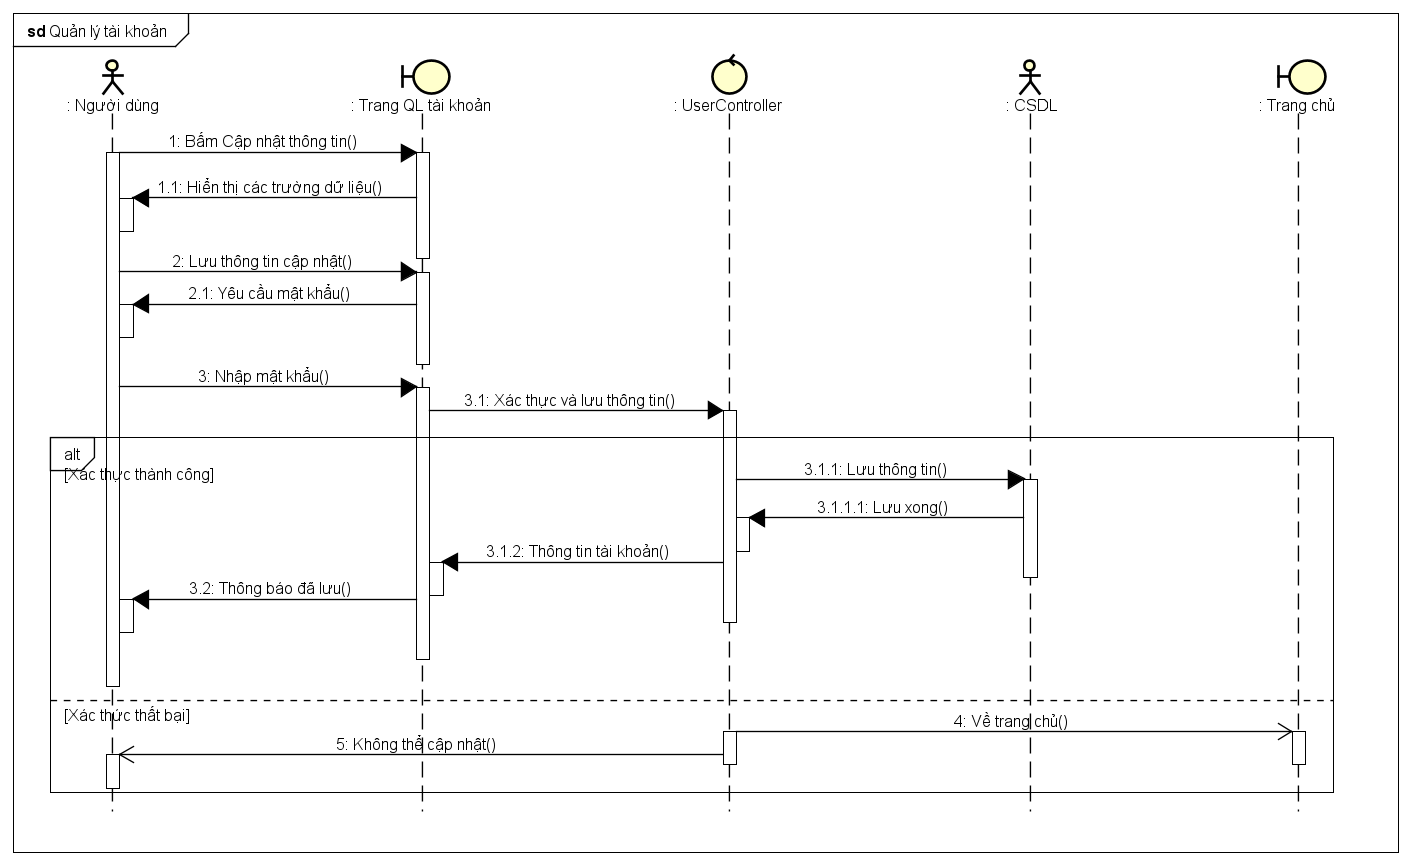 sd Quản lý tài khoản
: Người dùng
: Trang QL tài khoản
: UserController
: CSDL
: Trang chủ
1: Bấm Cập nhật thông tin()
1.1: Hiển thị các trường dữ liệu()
2: Lưu thông tin cập nhật()
2.1: Yêu cầu mật khẩu()
3: Nhập mật khẩu()
3.1: Xác thực và lưu thông tin()
alt
[Xác thực thành công]
3.1.1: Lưu thông tin()
3.1.1.1: Lưu xong()
3.1.2: Thông tin tài khoản()
3.2: Thông báo đã lưu()
[Xác thức thất bại]
4: Về trang chủ()
5: Không thể cập nhật()